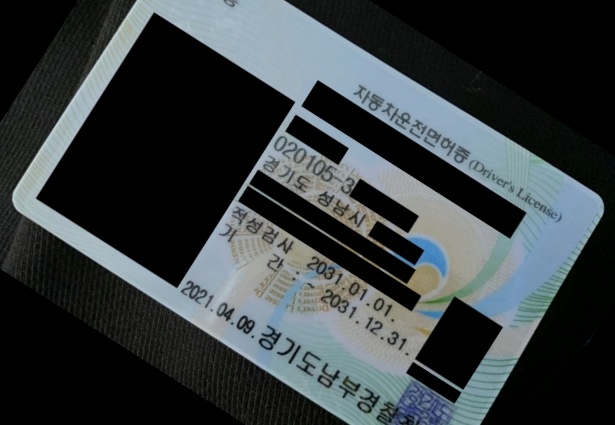 자동차운전면허증 (Driver's License)
020105-3
경기도 성남시
적성검사 2031.01.01.
기 간 ~ 2031.12.31.
2021.04.09. 경기도남부경찰